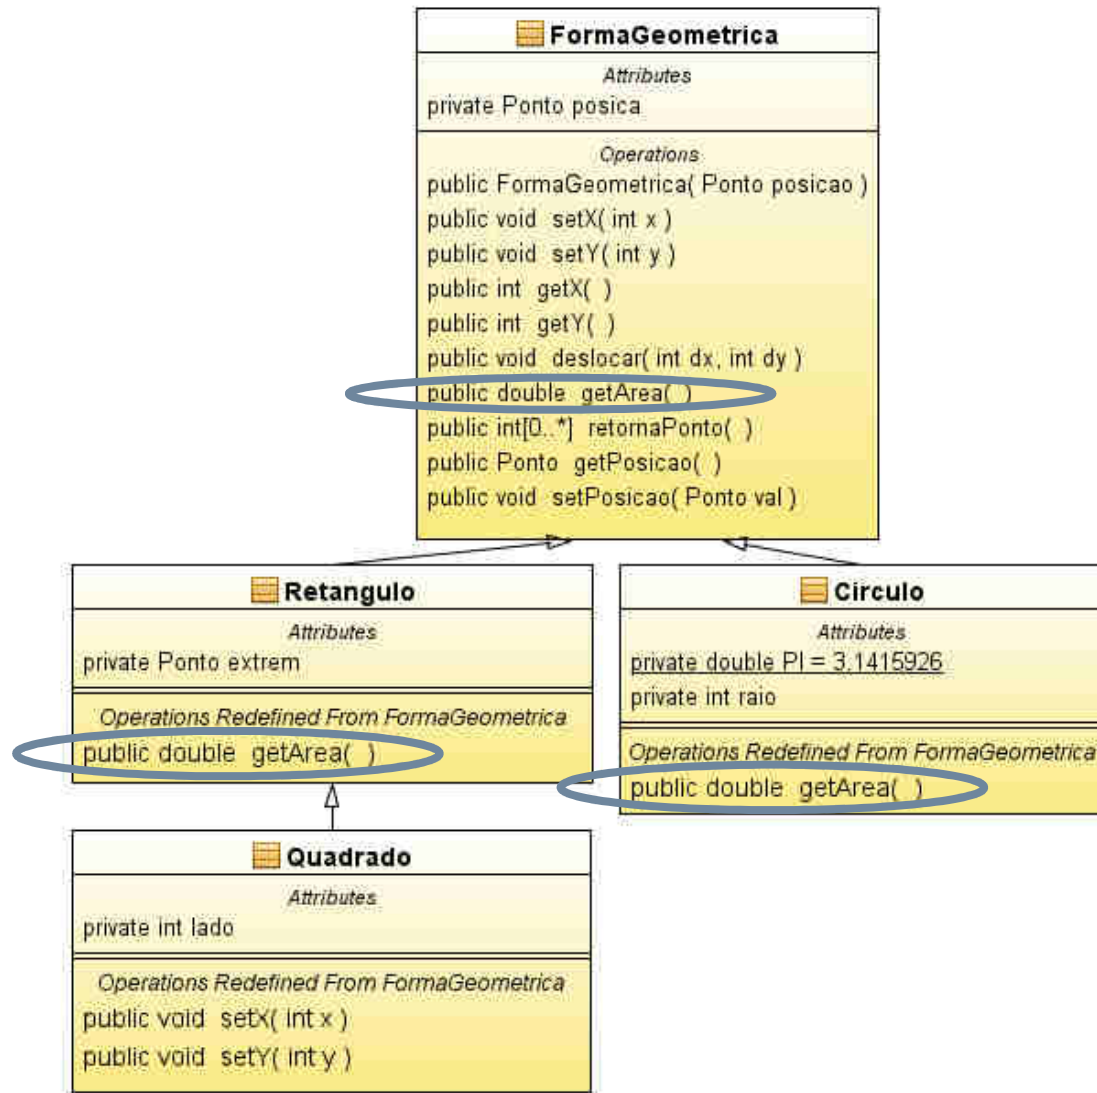 FormaGeometrica
Attributes
private Ponto posica
Operations
public FormaGeometrica( Ponto posicao )
public void setX( int x )
public void setY( int y )
public int getX( )
public int getY( )
public void deslocar( int dx, int dy )
public double getArea( )
public int[0..*] retornaPonto( )
public Ponto getPosicao( )
public void setPosicao( Ponto val )
Retangulo
Attributes
private Ponto extrem
Operations Redefined From FormaGeometrica
public double getArea( )
Circulo
Attributes
private double PI = 3.1415926
private int raio
Operations Redefined From FormaGeometrica
public double getArea( )
Quadrado
Attributes
private int lado
Operations Redefined From FormaGeometrica
public void setX( int x )
public void setY( int y )